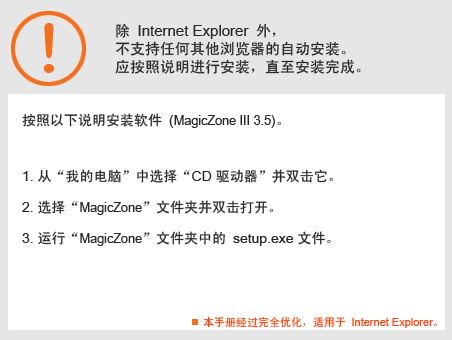 除 Internet Explorer 外，
不支持任何其他浏览器的自动安装。
应按照说明进行安装，直至安装完成。
按照以下说明安装软件 (MagicZone III 3.5)。
1. 从“我的电脑”中选择“CD 驱动器”并双击它。
2. 选择“MagicZone”文件夹并双击打开。
3. 运行“MagicZone”文件夹中的 setup.exe 文件。
■ 本手册经过完全优化，适用于 Internet Explorer。